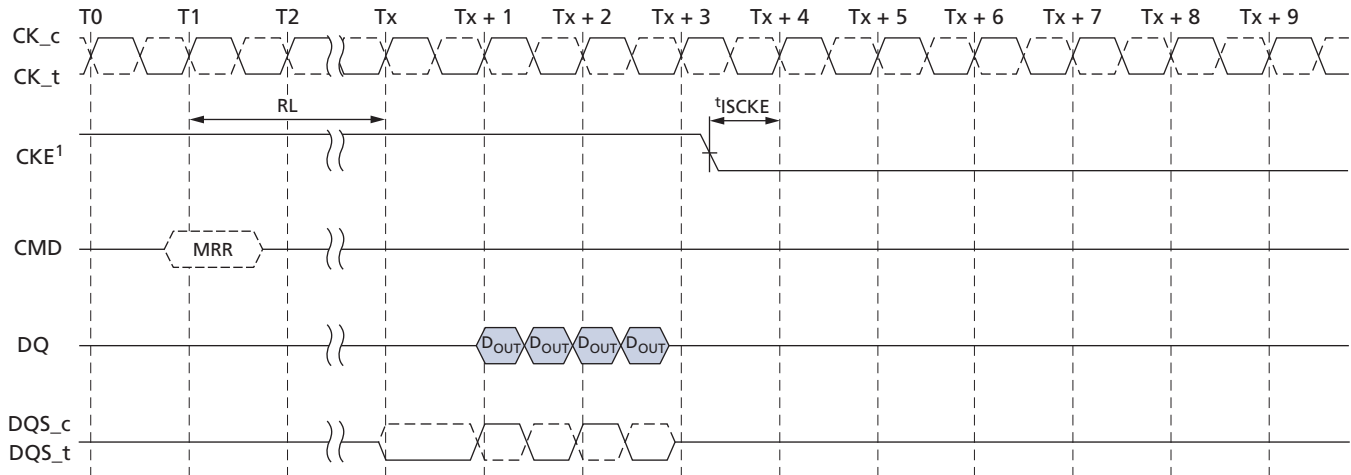 T0 T1 T2 Tx Tx + 1 Tx + 2 Tx + 3 Tx + 4 Tx + 5 Tx + 6 Tx + 7 Tx + 8 Tx + 9
CK_c
CK_t
RL
tISCKE
CKE1
CMD
MRR
DQ
DOUT DOUT DOUT DOUT
DQS_c
DQS_t